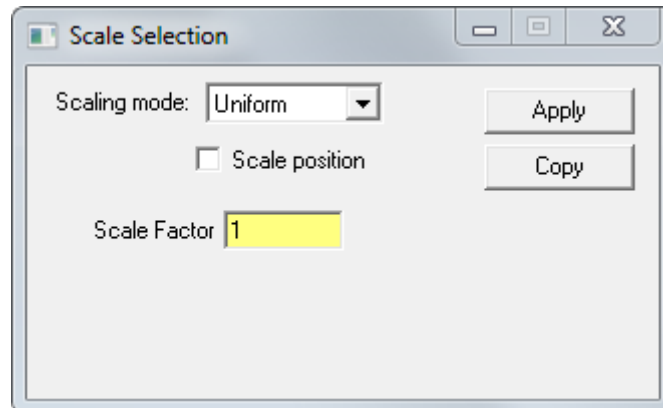 Scale Selection
Scaling mode: Uniform
Apply
Scale position
Copy
Scale Factor 1